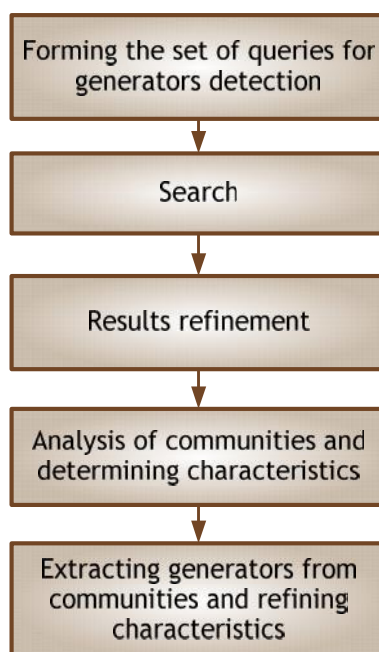 Forming the set of queries for
generators detection
Search
Results refinement
Analysis of communities and
determining characteristics
Extracting generators from
communities and refining
characteristics